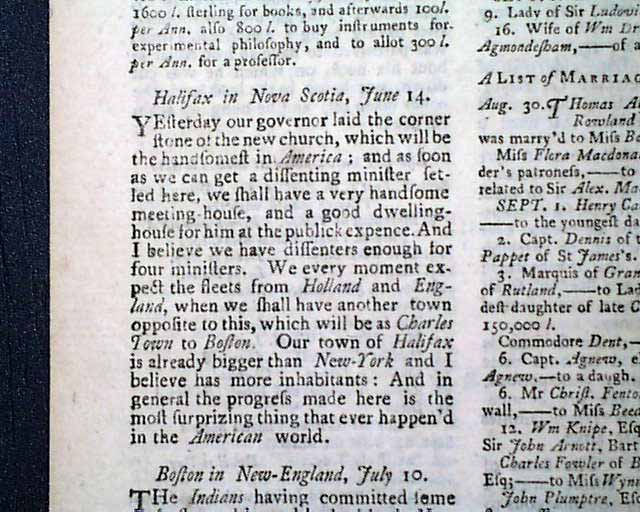 1600 l. sterling for books, and afterwards 100l.
per Ann. also 800 l. to buy instruments for
experimental philosophy, and to allot 300 l.
per Ann. for a professor.
Halifax in Nova Scotia, June 14.
YEsterday our governor laid the corner
stone of the new church, which will be
the handsomest in America ; and as soon
as we can get a dissenting minister set-
led here, we shall have a very handsome
meeting-house, and a good dwelling-
house for him at the publick expence. And
I believe we have dissenters enough for
four ministers. We every moment ex-
pect the fleets from Holland and Eng-
land, when we shall have another town
opposite to this, which will be as Charles
Town to Boston. Our town of Halifax
is already bigger than New-York and I
believe has more inhabitants : And in
general the progress made here is the
most surprizing thing that ever happen'd
in the American world.
Boston in New-England, July 10.
THe Indians having committed some
9. Lady of Sir
16. Wife of Wm
Agmondesham,——of a
A LIST of
Aug. 30. Thomas
Rowland
was marry'd to Miss
Miss Flora
der's patroness,——to
related to Sir Alex.
SEPT. 1. Henry
——to the youngest
2. Capt. Dennis of
Pappet of St James's.
3. Marquis of
of Rutland,——to
dest daughter of late
150,000 l.
Commodore Dent,—
6. Capt. Agnew,
Agnew.—to a daugh.
6. Mr Christ.
wall,——to Miss
12. Wm Knipe, Esq
Sir John Arnott, Bart
Charles Fowler of
Esq;——to Miss
John Plumptre, Esq